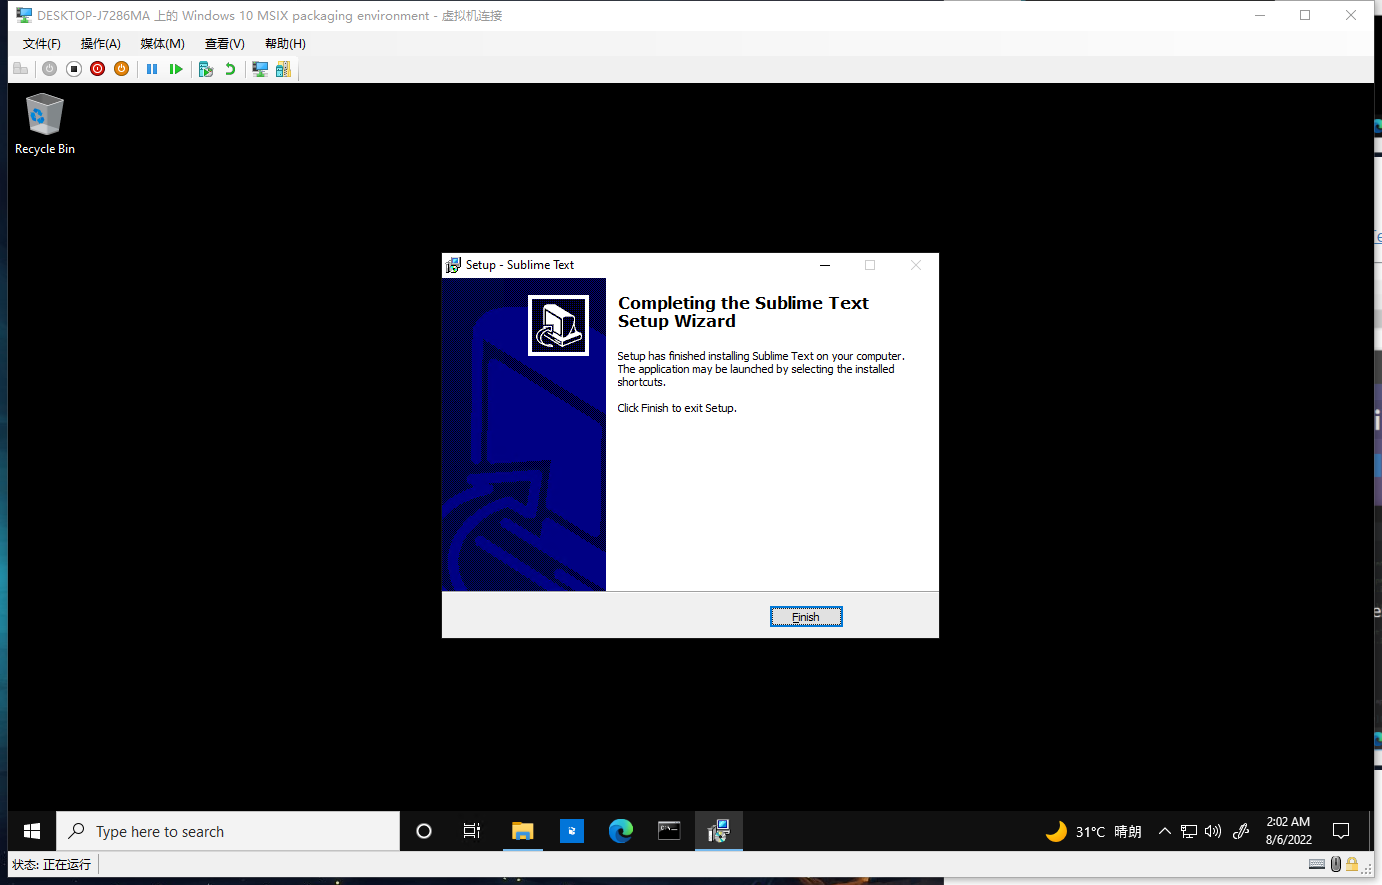 DESKTOP-J7286MA 上的 Windows 10 MSIX packaging environment - 虚拟机连接
文件(F) 操作(A) 媒体(M) 查看(V) 帮助(H)
Recycle Bin
Setup - Sublime Text
Completing the Sublime Text
Setup Wizard
Setup has finished installing Sublime Text on your computer.
The application may be launched by selecting the installed
shortcuts.
Click Finish to exit Setup.
Finish
Type here to search
31°C 晴朗
2:02 AM
8/6/2022
状态: 正在运行